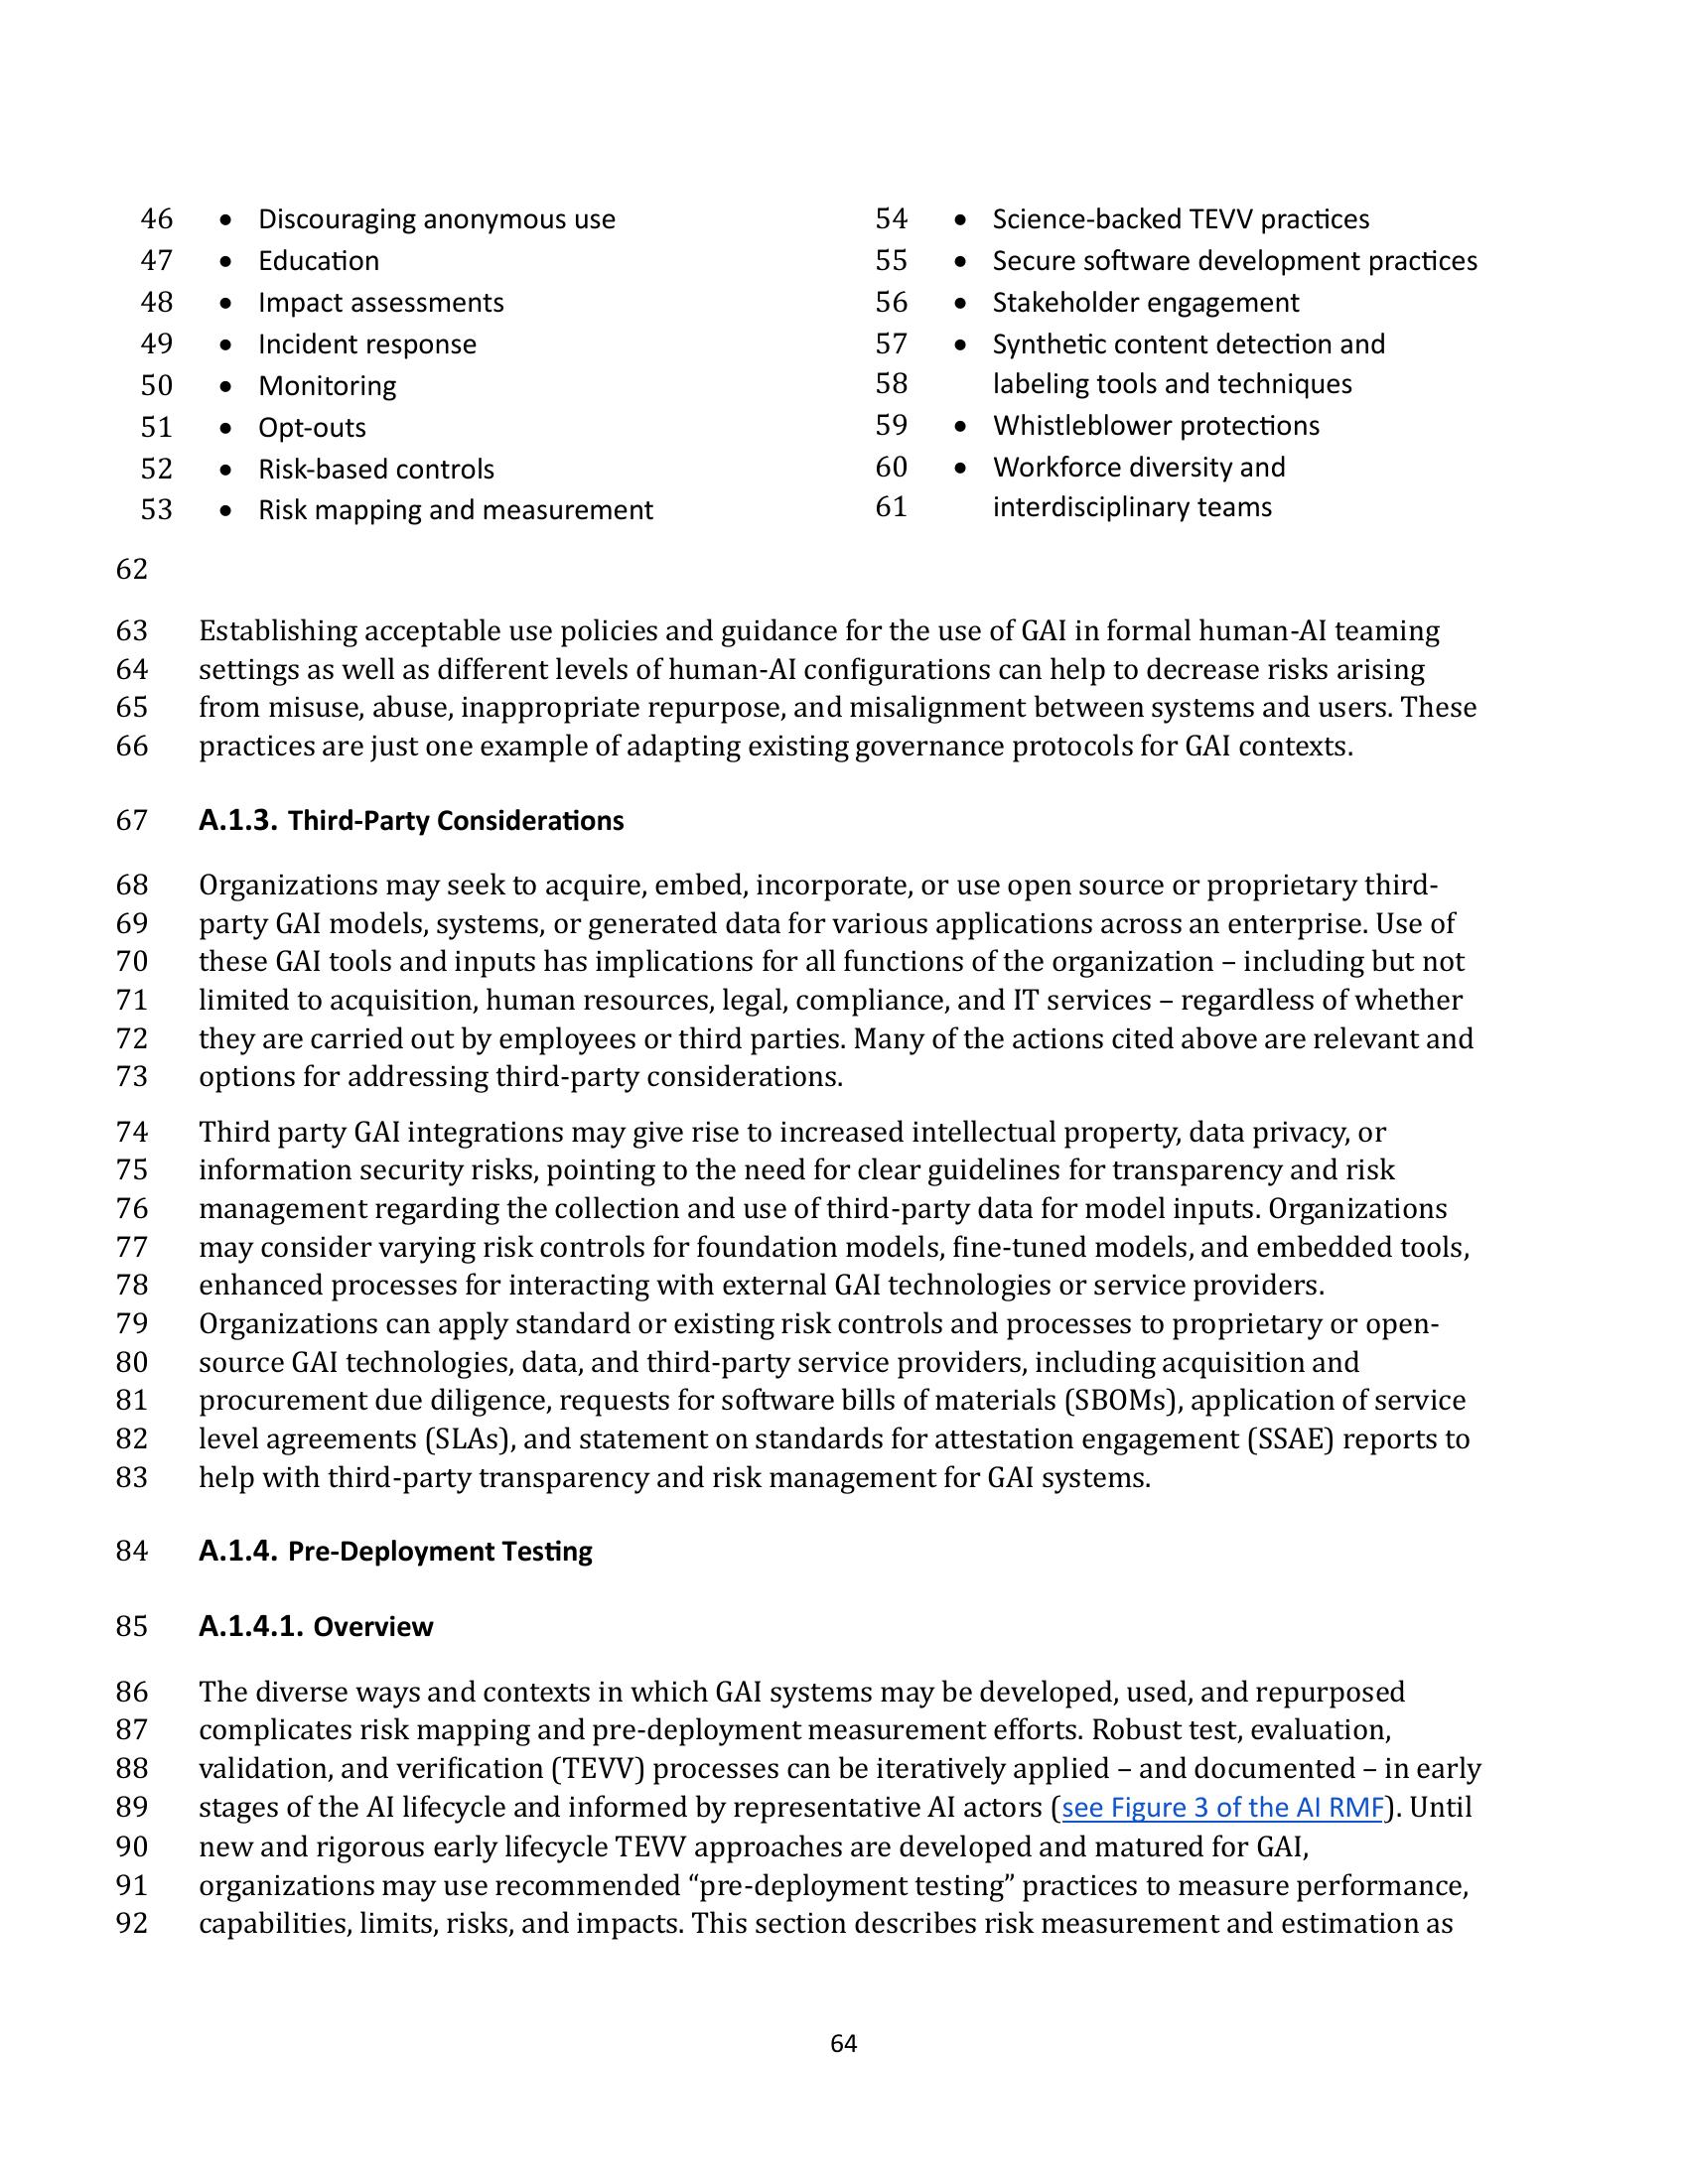 46 • Discouraging anonymous use
47 • Education
48 • Impact assessments
49 • Incident response
50 • Monitoring
51 • Opt-outs
52 • Risk-based controls
53 • Risk mapping and measurement
54 • Science-backed TEVV practices
55 • Secure software development practices
56 • Stakeholder engagement
57 • Synthetic content detection and
58 labeling tools and techniques
59 • Whistleblower protections
60 • Workforce diversity and
61 interdisciplinary teams
62
63 Establishing acceptable use policies and guidance for the use of GAI in formal human-AI teaming
64 settings as well as different levels of human-AI configurations can help to decrease risks arising
65 from misuse, abuse, inappropriate repurpose, and misalignment between systems and users. These
66 practices are just one example of adapting existing governance protocols for GAI contexts.
67 A.1.3. Third-Party Considerations
68 Organizations may seek to acquire, embed, incorporate, or use open source or proprietary third-
69 party GAI models, systems, or generated data for various applications across an enterprise. Use of
70 these GAI tools and inputs has implications for all functions of the organization – including but not
71 limited to acquisition, human resources, legal, compliance, and IT services – regardless of whether
72 they are carried out by employees or third parties. Many of the actions cited above are relevant and
73 options for addressing third-party considerations.
74 Third party GAI integrations may give rise to increased intellectual property, data privacy, or
75 information security risks, pointing to the need for clear guidelines for transparency and risk
76 management regarding the collection and use of third-party data for model inputs. Organizations
77 may consider varying risk controls for foundation models, fine-tuned models, and embedded tools,
78 enhanced processes for interacting with external GAI technologies or service providers.
79 Organizations can apply standard or existing risk controls and processes to proprietary or open-
80 source GAI technologies, data, and third-party service providers, including acquisition and
81 procurement due diligence, requests for software bills of materials (SBOMs), application of service
82 level agreements (SLAs), and statement on standards for attestation engagement (SSAE) reports to
83 help with third-party transparency and risk management for GAI systems.
84 A.1.4. Pre-Deployment Testing
85 A.1.4.1. Overview
86 The diverse ways and contexts in which GAI systems may be developed, used, and repurposed
87 complicates risk mapping and pre-deployment measurement efforts. Robust test, evaluation,
88 validation, and verification (TEVV) processes can be iteratively applied – and documented – in early
89 stages of the AI lifecycle and informed by representative AI actors (see Figure 3 of the AI RMF). Until
90 new and rigorous early lifecycle TEVV approaches are developed and matured for GAI,
91 organizations may use recommended “pre-deployment testing” practices to measure performance,
92 capabilities, limits, risks, and impacts. This section describes risk measurement and estimation as
64